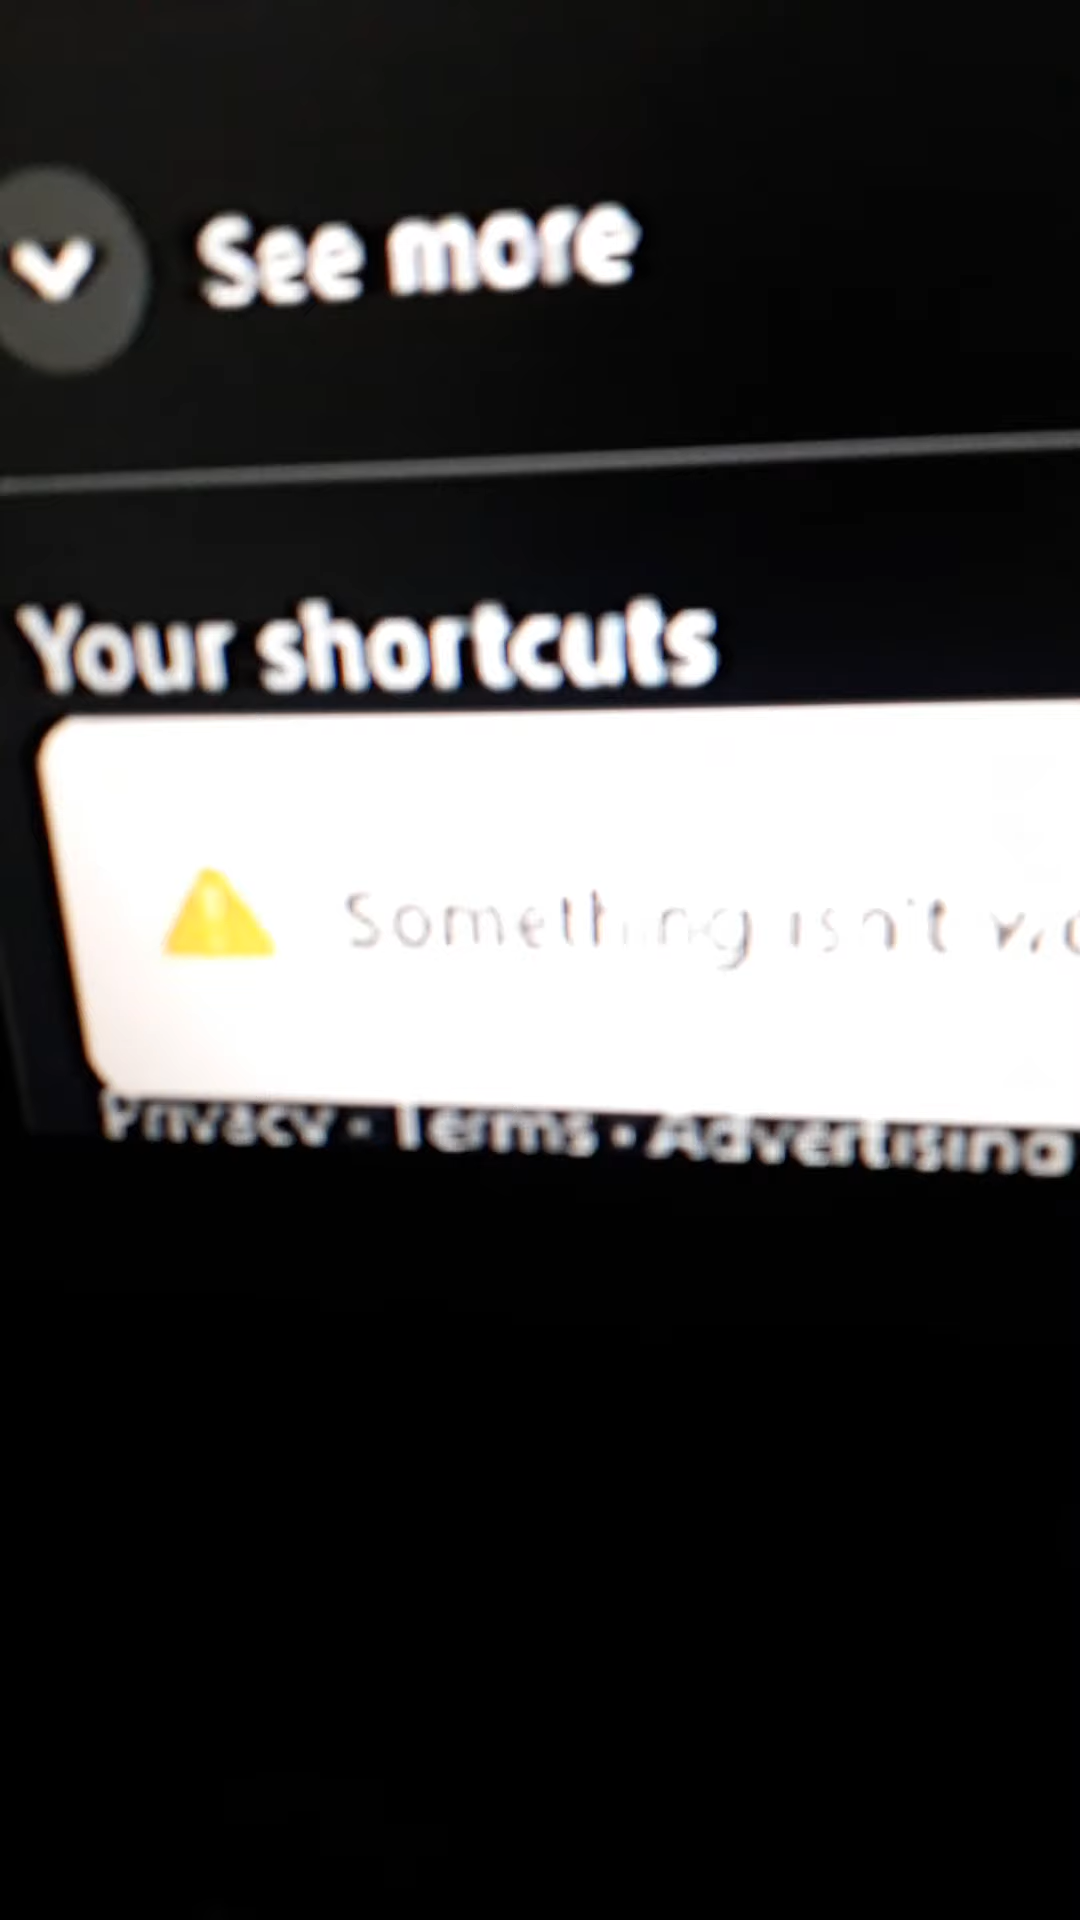 See more
Your shortcuts
Something isn't
Privacy · Terms · Advertising